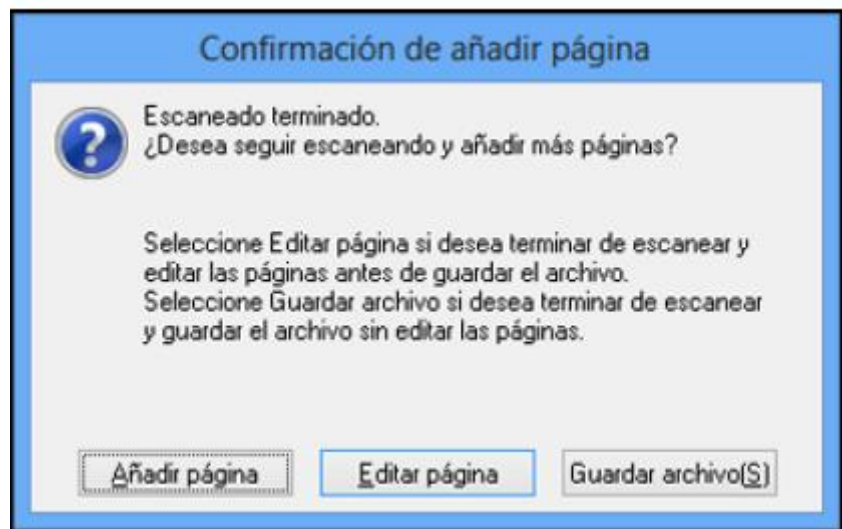 Confirmación de añadir página
Escaneado terminado.
¿Desea seguir escaneando y añadir más páginas?
Seleccione Editar página si desea terminar de escanear y
editar las páginas antes de guardar el archivo.
Seleccione Guardar archivo si desea terminar de escanear
y guardar el archivo sin editar las páginas.
Añadir página Editar página Guardar archivo(S)